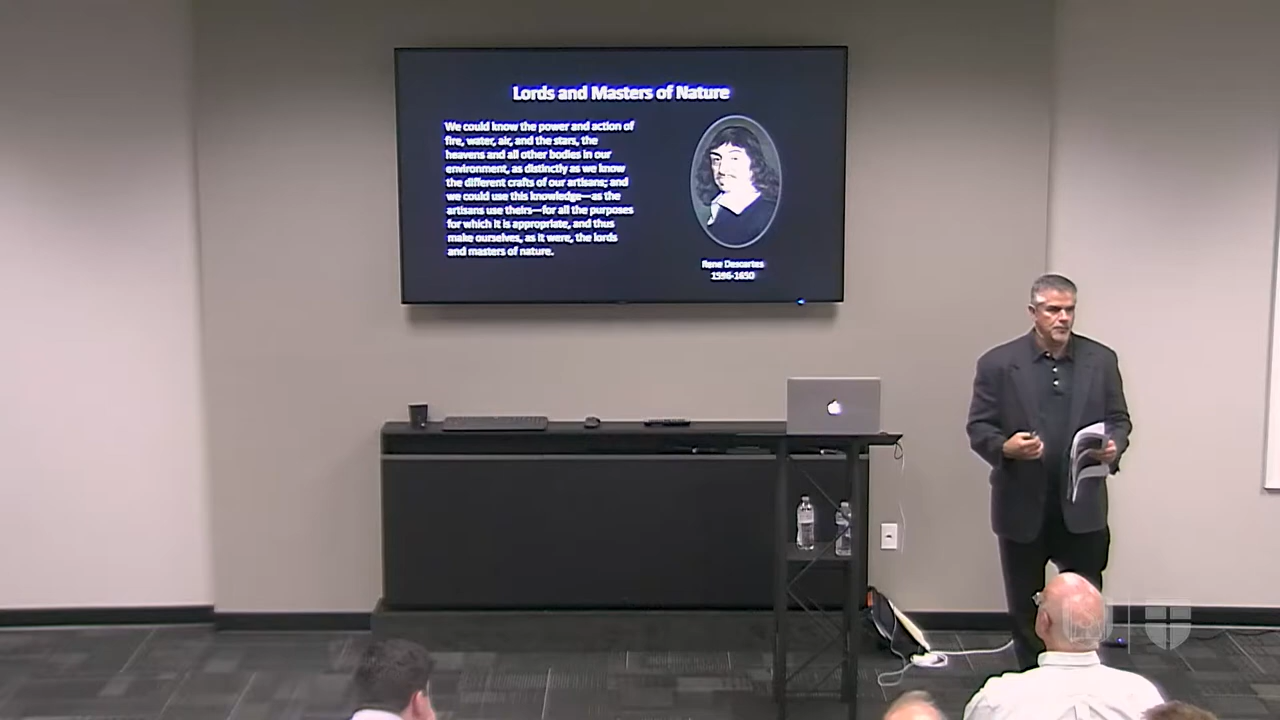 Lords and Masters of Nature
We could know the power and action of
fire, water, air, and the stars, the
heavens and all other bodies in our
environment, as distinctly as we know
the different crafts of our artisans; and
we could use this knowledge—as the
artisans use theirs—for all the purposes
for which it is appropriate, and thus
make ourselves, as it were, the lords
and masters of nature.
Rene Descartes
1596-1650